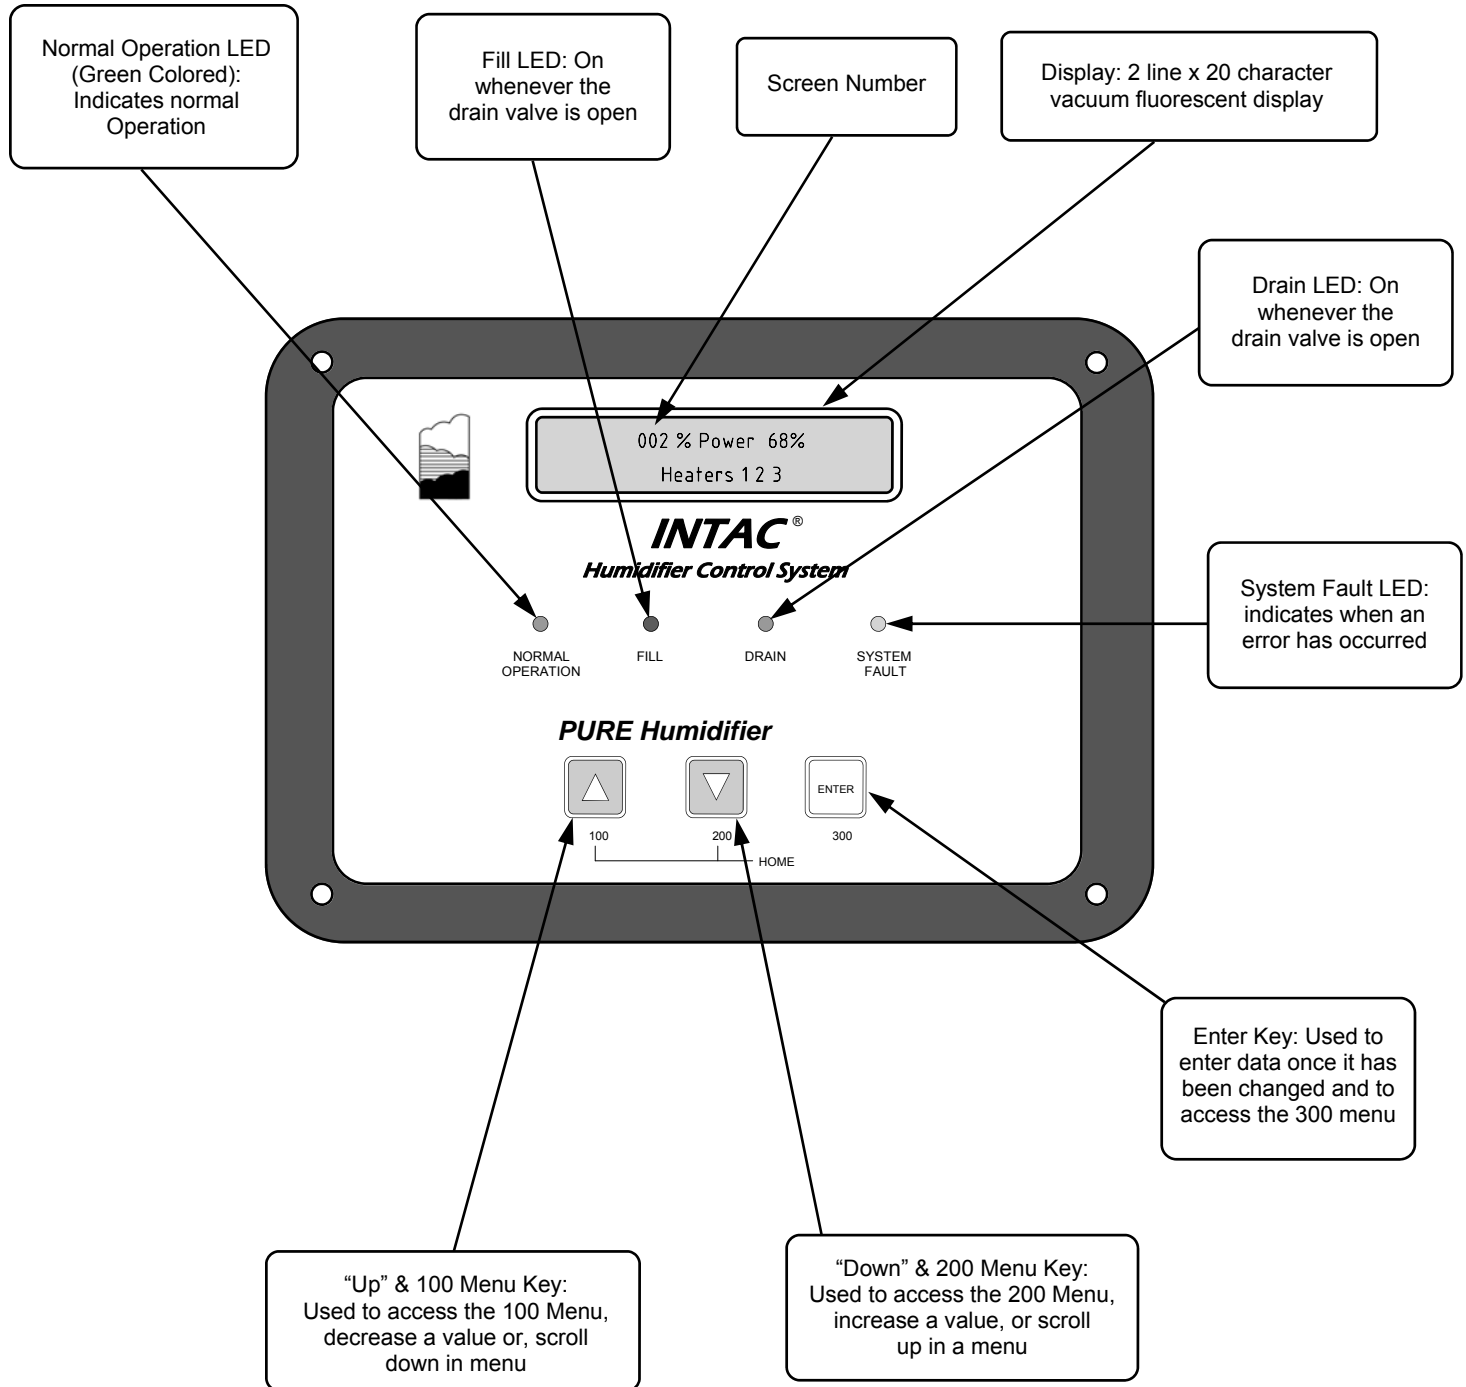 Normal Operation LED
(Green Colored):
Indicates normal
Operation
Fill LED: On
whenever the
drain valve is open
Screen Number
Display: 2 line x 20 character
vacuum fluorescent display
Drain LED: On
whenever the
drain valve is open
002 % Power 68%
Heaters 1 2 3
INTAC®
Humidifier Control System
System Fault LED:
indicates when an
error has occurred
NORMAL
OPERATION
FILL
DRAIN
SYSTEM
FAULT
PURE Humidifier
ENTER
100
200
300
HOME
Enter Key: Used to
enter data once it has
been changed and to
access the 300 menu
“Up” & 100 Menu Key:
Used to access the 100 Menu,
decrease a value or, scroll
down in menu
“Down” & 200 Menu Key:
Used to access the 200 Menu,
increase a value, or scroll
up in a menu